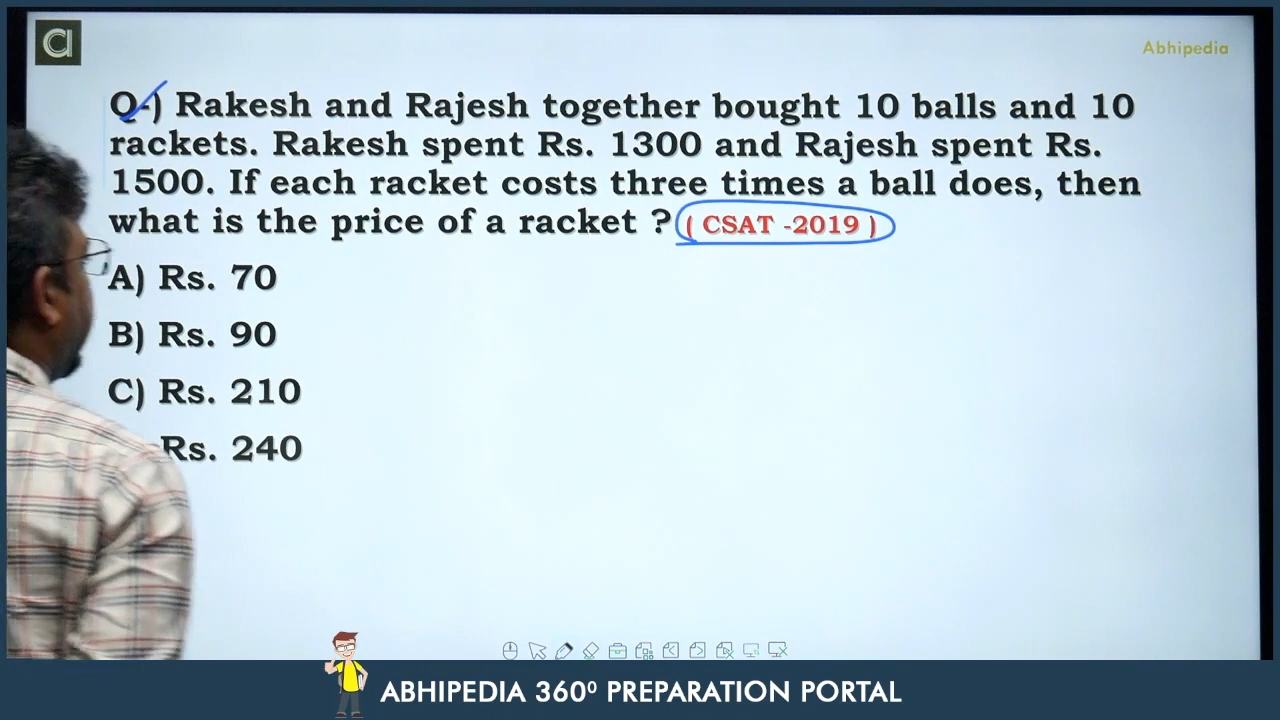 a
Abhipedia
Q-) Rakesh and Rajesh together bought 10 balls and 10
rackets. Rakesh spent Rs. 1300 and Rajesh spent Rs.
1500. If each racket costs three times a ball does, then
what is the price of a racket ? ( CSAT -2019 )
A) Rs. 70
B) Rs. 90
C) Rs. 210
Rs. 240
ABHIPEDIA 360⁰ PREPARATION PORTAL